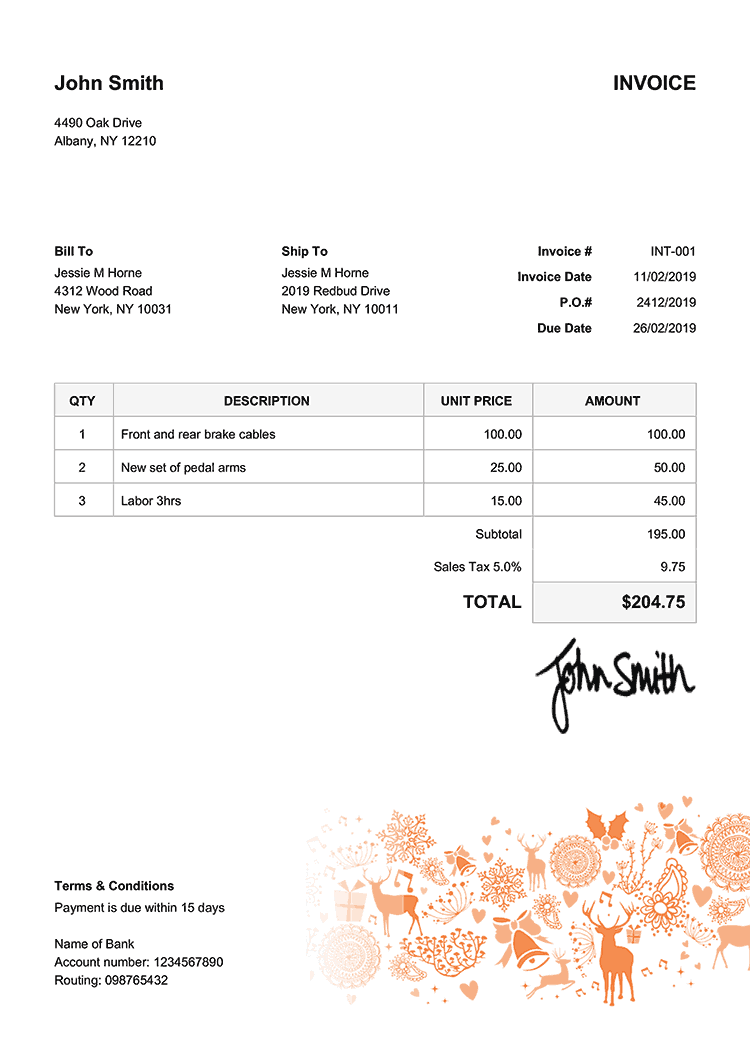 John Smith
INVOICE
4490 Oak Drive
Albany, NY 12210
Bill To
Jessie M Horne
4312 Wood Road
New York, NY 10031
Ship To
Jessie M Horne
2019 Redbud Drive
New York, NY 10011
Invoice # INT-001
Invoice Date 11/02/2019
P.O.# 2412/2019
Due Date 26/02/2019
QTY DESCRIPTION UNIT PRICE AMOUNT
1 Front and rear brake cables 100.00 100.00
2 New set of pedal arms 25.00 50.00
3 Labor 3hrs 15.00 45.00
Subtotal 195.00
Sales Tax 5.0% 9.75
TOTAL $204.75
John Smith
Terms & Conditions
Payment is due within 15 days
Name of Bank
Account number: 1234567890
Routing: 098765432